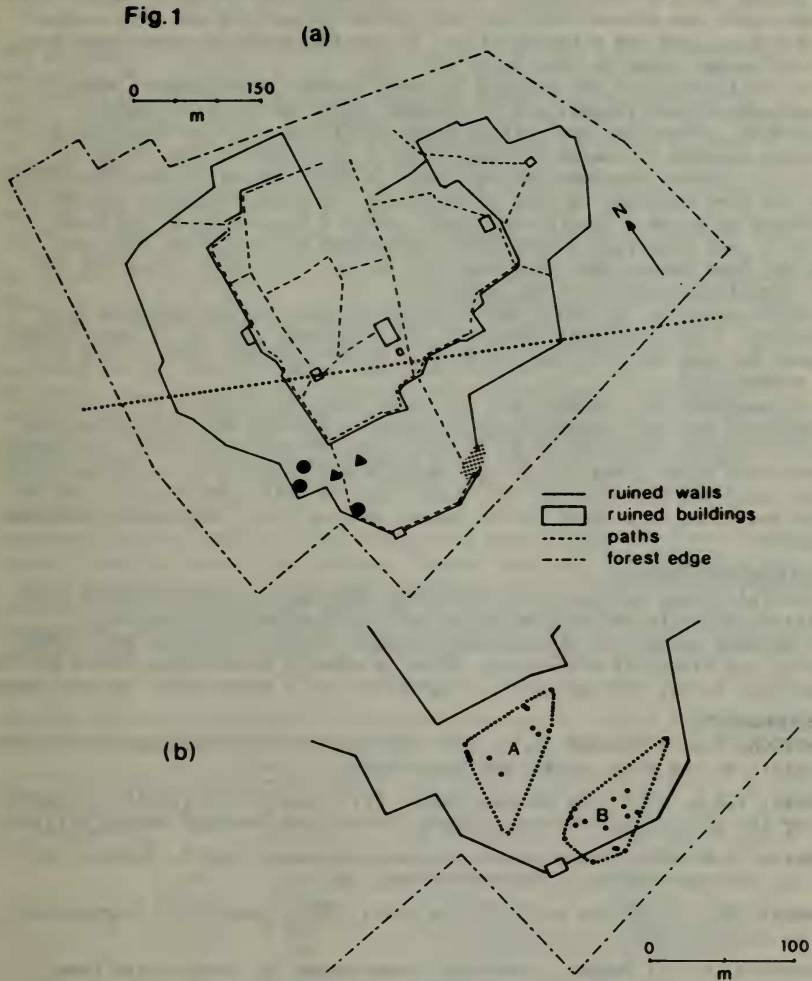 Fig.1
(a)
0 150
m
N
ruined walls
ruined buildings
paths
forest edge
(b)
A
B
0 100
m